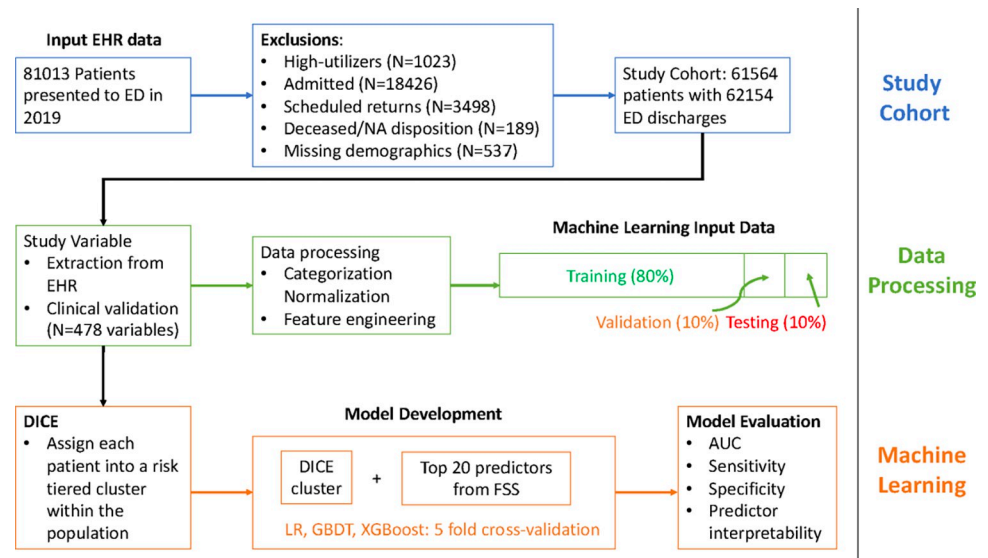 Input EHR data
81013 Patients
presented to ED in
2019
Exclusions:
• High-utilizers (N=1023)
• Admitted (N=18426)
• Scheduled returns (N=3498)
• Deceased/NA disposition (N=189)
• Missing demographics (N=537)
Study Cohort: 61564
patients with 62154
ED discharges
Study
Cohort
Study Variable
• Extraction from
EHR
• Clinical validation
(N=478 variables)
Data processing
• Categorization
Normalization
• Feature engineering
Machine Learning Input Data
Training (80%)
Validation (10%)
Testing (10%)
Data
Processing
DICE
• Assign each
patient into a risk
tiered cluster
within the
population
Model Development
DICE
cluster
+
Top 20 predictors
from FSS
LR, GBDT, XGBoost: 5 fold cross-validation
Model Evaluation
• AUC
• Sensitivity
• Specificity
• Predictor
interpretability
Machine
Learning